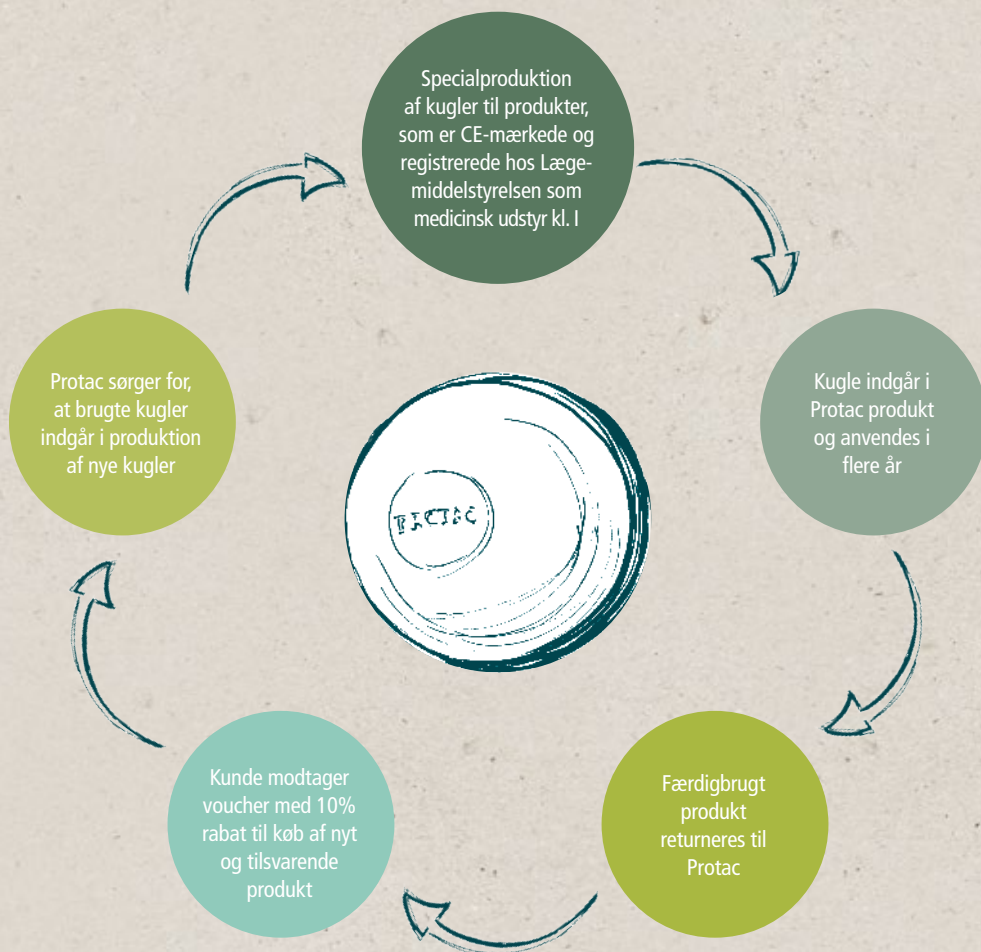 Specialproduktion
af kugler til produkter,
som er CE-mærkede og
registrerede hos Læge-
middelstyrelsen som
medicinsk udstyr kl. I
Kugle indgår i
Protac produkt
og anvendes i
flere år
Færdigbrugt
produkt
returneres til
Protac
Kunde modtager
voucher med 10%
rabat til køb af nyt
og tilsvarende
produkt
Protac sørger for,
at brugte kugler
indgår i produktion
af nye kugler